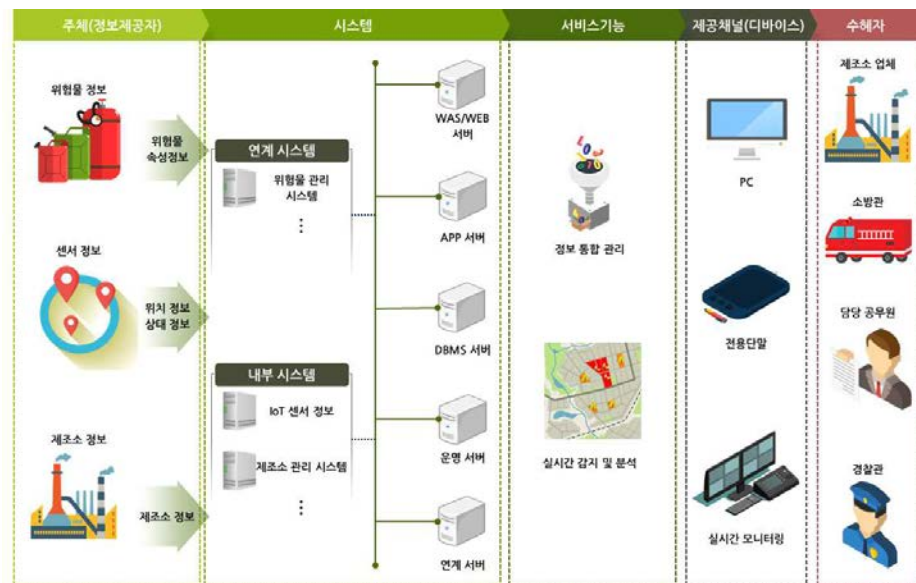 주체(정보제공자)
시스템
서비스기능
제공채널(디바이스)
수혜자
위험물 정보
위험물
속성정보
센서 정보
위치 정보
상태 정보
제조소 정보
제조소 정보
연계 시스템
위험물 관리
시스템
내부 시스템
IoT 센서 정보
제조소 관리 시스템
WAS/WEB
서버
APP 서버
DBMS 서버
운영 서버
연계 서버
정보 통합 관리
실시간 감지 및 분석
PC
전용단말
실시간 모니터링
제조소 업체
소방관
담당 공무원
경찰관